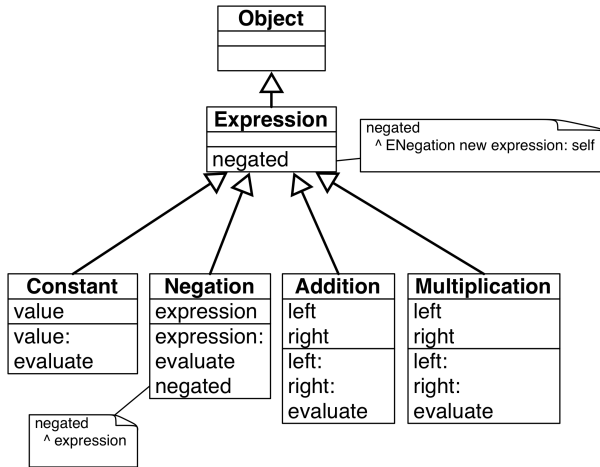 Object
Expression
negated
negated
^ ENegation new expression: self
Constant
value
value:
evaluate
Negation
expression
expression:
evaluate
negated
Addition
left
right
left:
right:
evaluate
Multiplication
left
right
left:
right:
evaluate
negated
^ expression